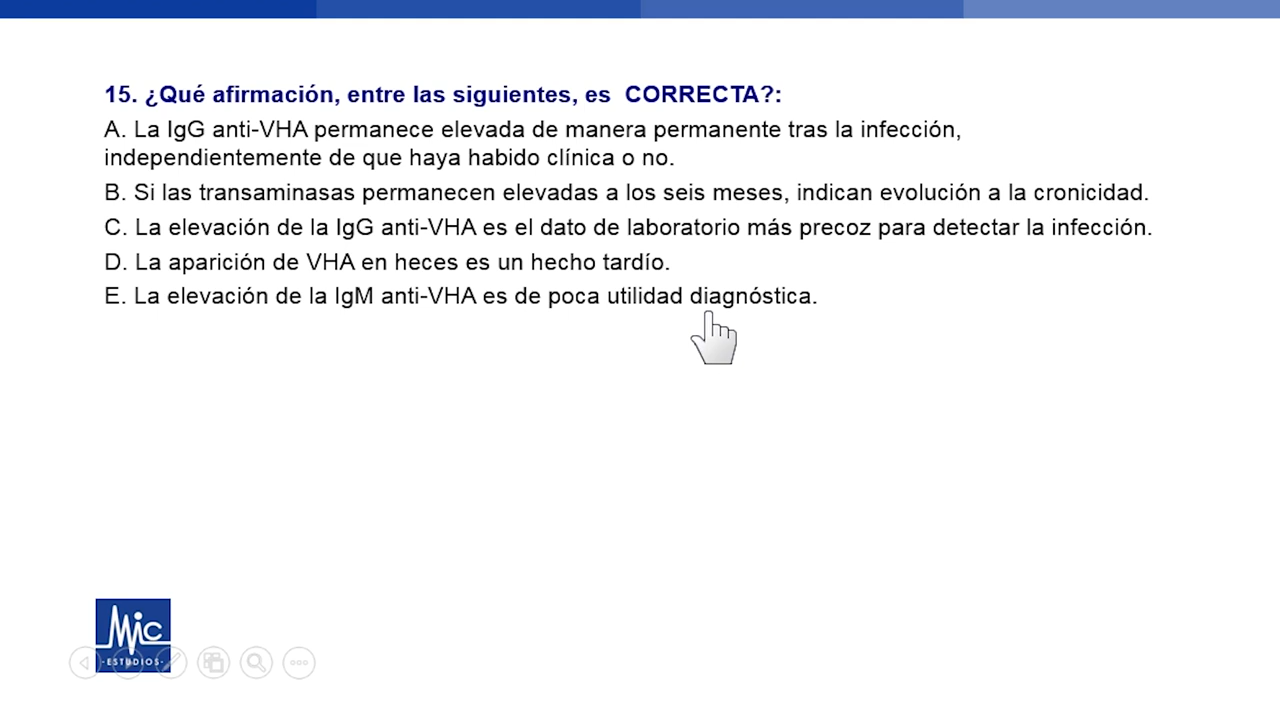 15. ¿Qué afirmación, entre las siguientes, es  CORRECTA?:
A. La IgG anti-VHA permanece elevada de manera permanente tras la infección,
independientemente de que haya habido clínica o no.
B. Si las transaminasas permanecen elevadas a los seis meses, indican evolución a la cronicidad.
C. La elevación de la IgG anti-VHA es el dato de laboratorio más precoz para detectar la infección.
D. La aparición de VHA en heces es un hecho tardío.
E. La elevación de la IgM anti-VHA es de poca utilidad diagnóstica.
Mic
-ESTUDIOS-